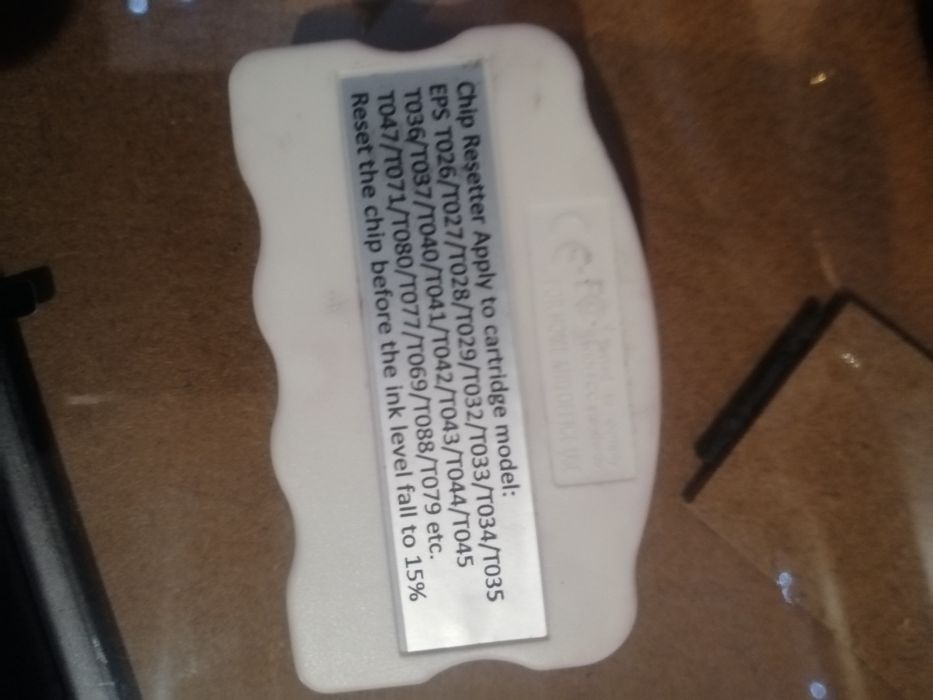 Chip Resetter Apply to cartridge model:
EPS T026/T027/T028/T029/T032/T033/T034/T035
T036/T037/T040/T041/T042/T043/T044/T045
T047/T071/T080/T077/T069/T088/T079 etc.
Reset the chip before the ink level fall to 15%
CE